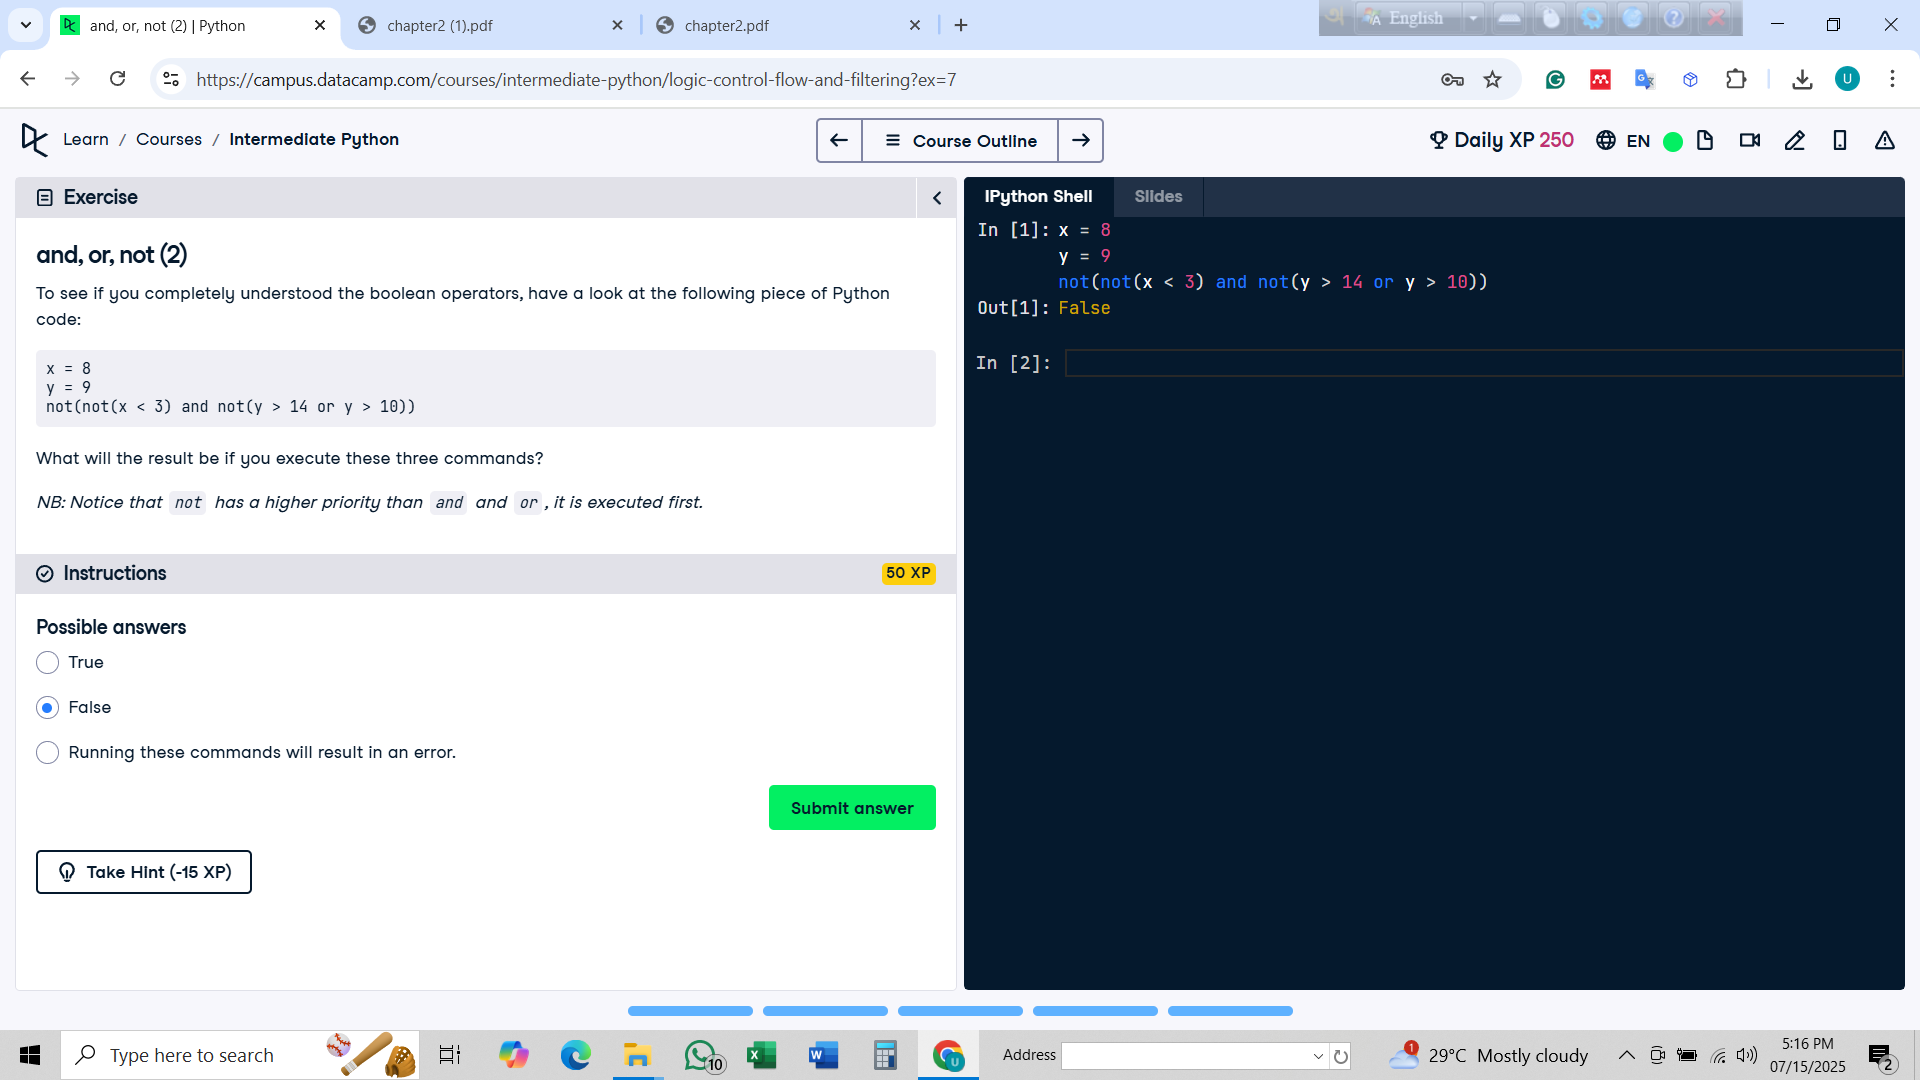 and, or, not (2) | Python
chapter2 (1).pdf
chapter2.pdf
English
https://campus.datacamp.com/courses/intermediate-python/logic-control-flow-and-filtering?ex=7
U
Learn / Courses / Intermediate Python
Course Outline
Daily XP 250
EN
Exercise
and, or, not (2)
To see if you completely understood the boolean operators, have a look at the following piece of Python
code:
x = 8
y = 9
not(not(x < 3) and not(y > 14 or y > 10))
What will the result be if you execute these three commands?
NB: Notice that not has a higher priority than and and or, it is executed first.
Instructions
50 XP
Possible answers
True
False
Running these commands will result in an error.
Submit answer
Take Hint (-15 XP)
IPython Shell
Slides
In [1]: x = 8
y = 9
not(not(x < 3) and not(y > 14 or y > 10))
Out[1]: False
In [2]:
Type here to search
10
U
Address
1
29°C Mostly cloudy
5:16 PM
07/15/2025
2